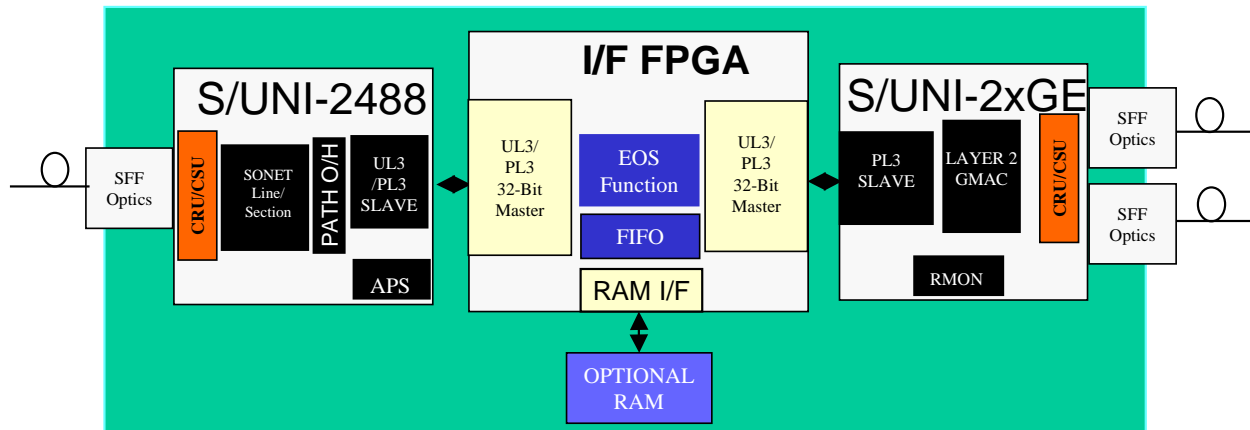 I/F FPGA
S/UNI-2488
S/UNI-2xGE
SFF
Optics
CRU/CSU
SONET
Line/
Section
PATH O/H
UL3
/PL3
SLAVE
APS
UL3/
PL3
32-Bit
Master
EOS
Function
FIFO
RAM I/F
UL3/
PL3
32-Bit
Master
PL3
SLAVE
LAYER 2
GMAC
CRU/CSU
RMON
SFF
Optics
SFF
Optics
OPTIONAL
RAM